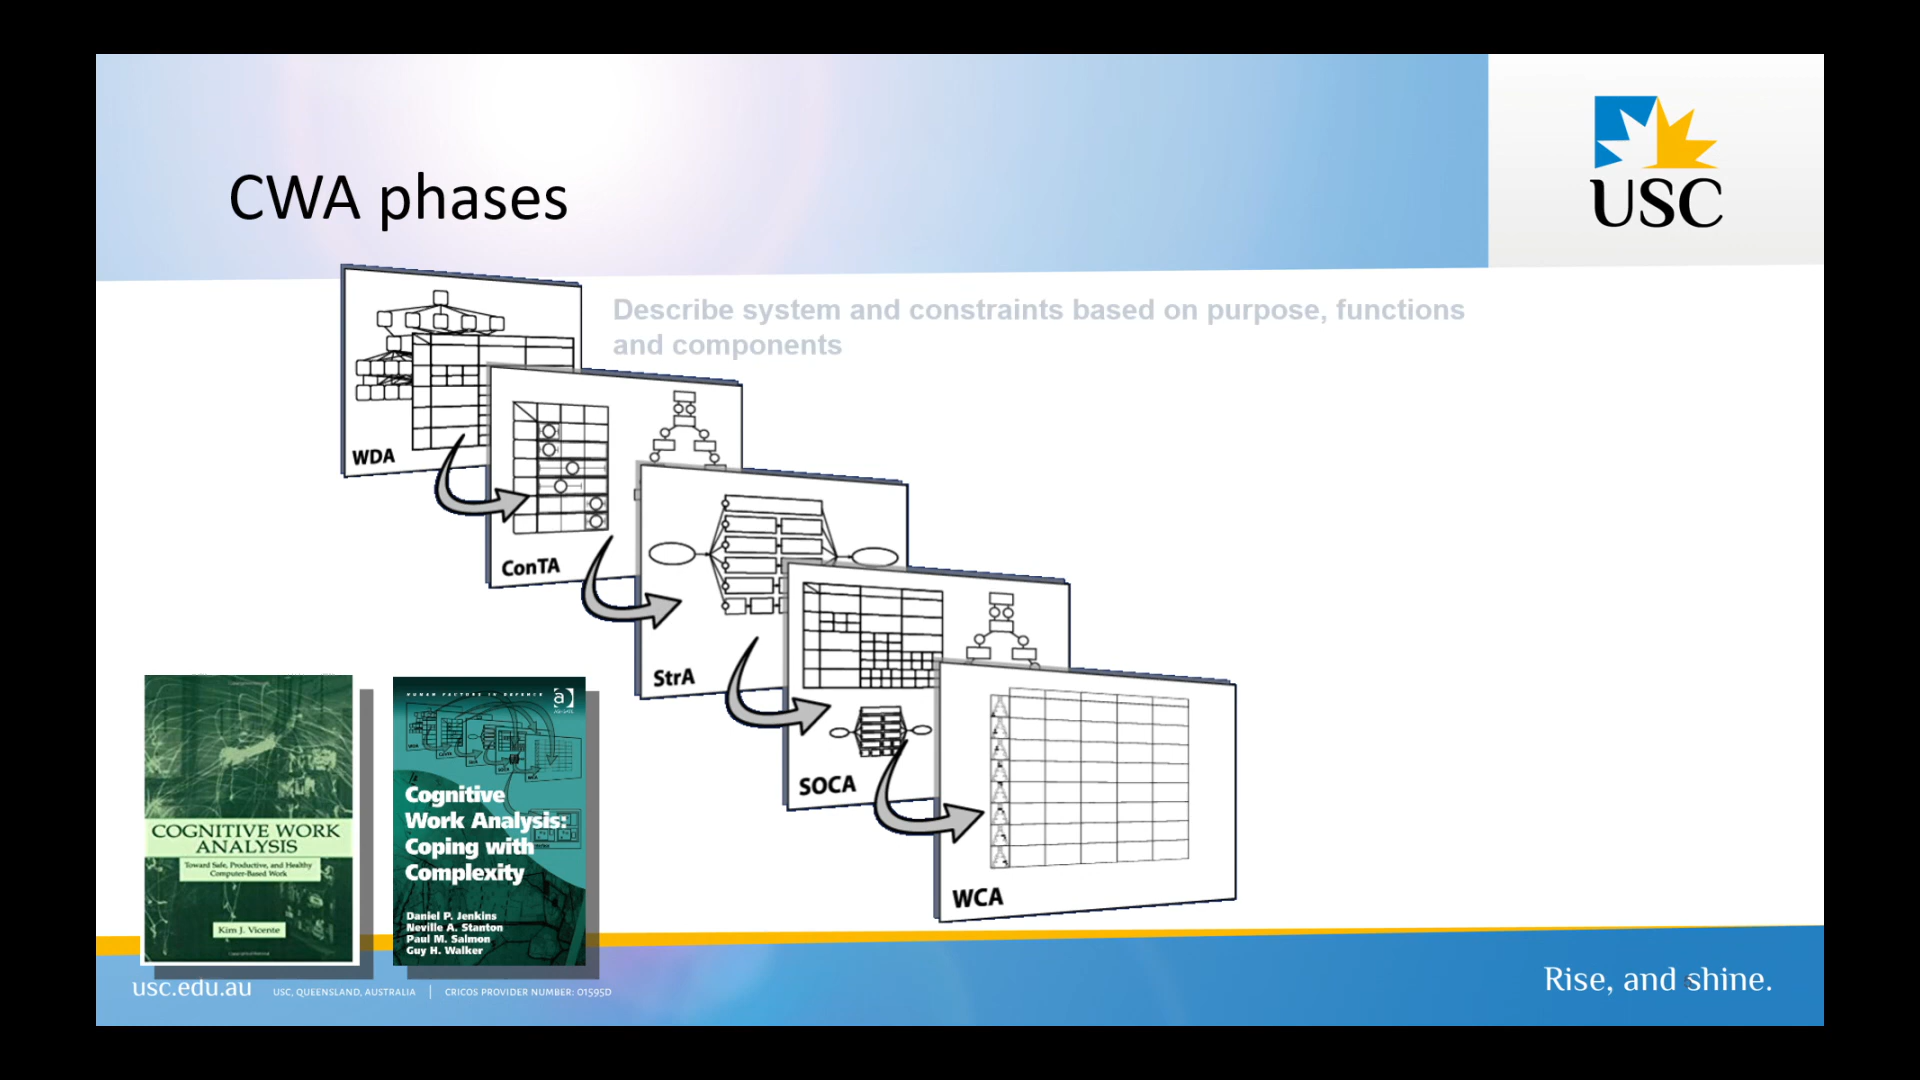 USC
CWA phases
Describe system and constraints based on purpose, functions
and components
WDA
ConTA
StrA
SOCA
WCA
COGNITIVE WORK
ANALYSIS
Toward Safe, Productive, and Healthy
Computer-Based Work
Kim J. Vicente
HUMAN FACTORS IN DEFENCE
Cognitive
Work Analysis:
Coping with
Complexity
Daniel P. Jenkins
Neville A. Stanton
Paul M. Salmon
Guy H. Walker
usc.edu.au
USC, QUEENSLAND, AUSTRALIA | CRICOS PROVIDER NUMBER: 01595D
Rise, and shine.